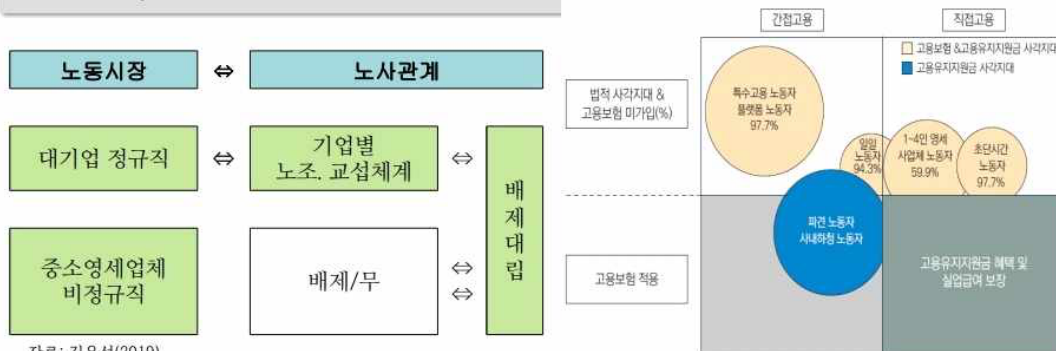 노동시장
⇔
노사관계
대기업 정규직
⇔
기업별
노조. 교섭체계
⇔
배
제
대
립
중소영세업체
비정규직
배제/무
⇔
⇔
간접고용
직접고용
고용보험 &고용유지지원금 사각지대
고용유지지원금 사각지대
법적 사각지대 &
고용보험 미가입(%)
특수고용 노동자
플랫폼 노동자
97.7%
일일
노동자
94.3%
1-4인 영세
사업체 노동자
59.9%
초단시간
노동자
97.7%
파견 노동자
사내하청 노동자
고용보험 적용
고용유지지원금 혜택 및
실업급여 보장